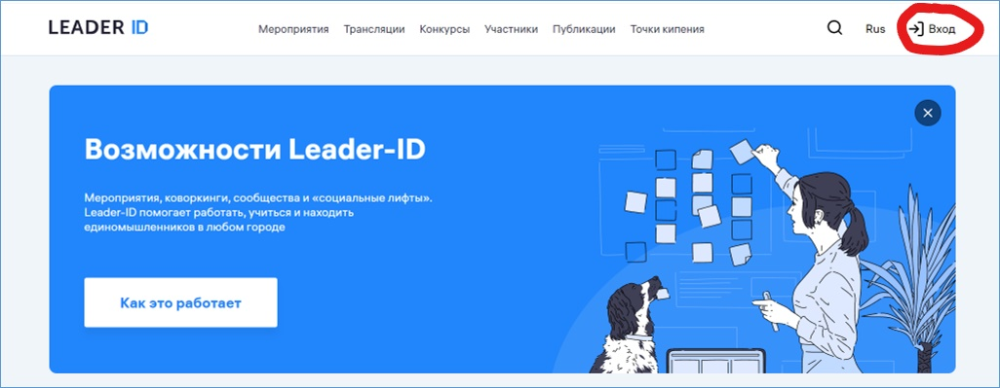 LEADER ID
Мероприятия Трансляции Конкурсы Участники Публикации Точки кипения Rus Вход
Возможности Leader-ID
Мероприятия, коворкинги, сообщества и «социальные лифты».
Leader-ID помогает работать, учиться и находить
единомышленников в любом городе
Как это работает